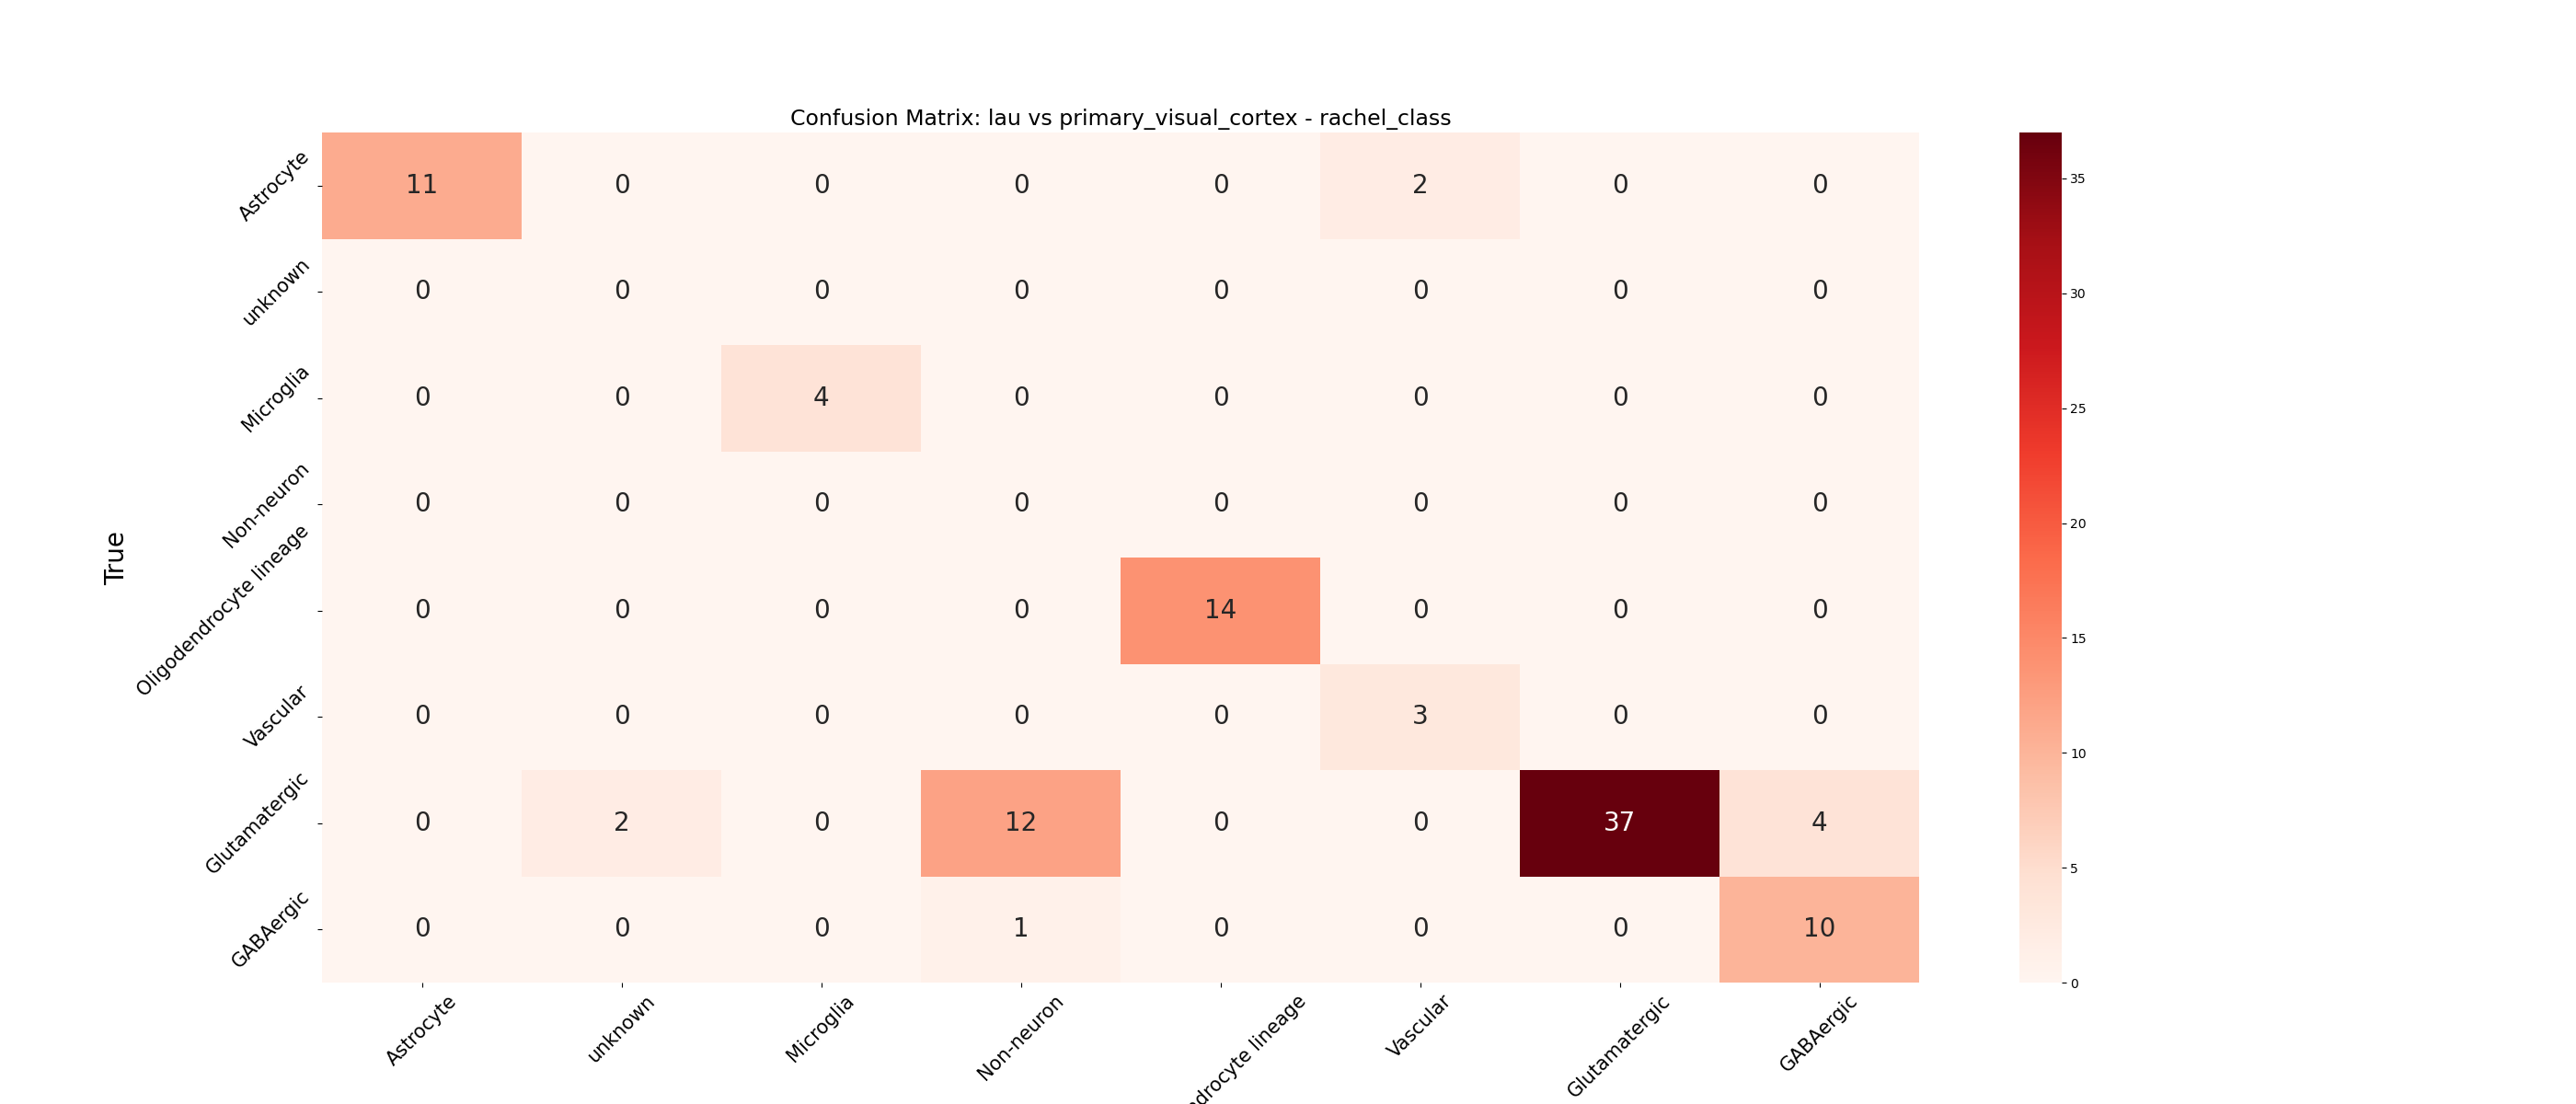 Confusion Matrix: lau vs primary_visual_cortex - rachel_class
True
Astrocyte 11 0 0 0 0 2 0 0
unknown 0 0 0 0 0 0 0 0
Microglia 0 0 4 0 0 0 0 0
Non-neuron 0 0 0 0 0 0 0 0
Oligodendrocyte lineage 0 0 0 0 14 0 0 0
Vascular 0 0 0 0 0 3 0 0
Glutamatergic 0 2 0 12 0 0 37 4
GABAergic 0 0 0 1 0 0 0 10
Astrocyte unknown Microglia Non-neuron ndrocyte lineage Vascular Glutamatergic GABAergic
35
30
25
20
15
10
5
0